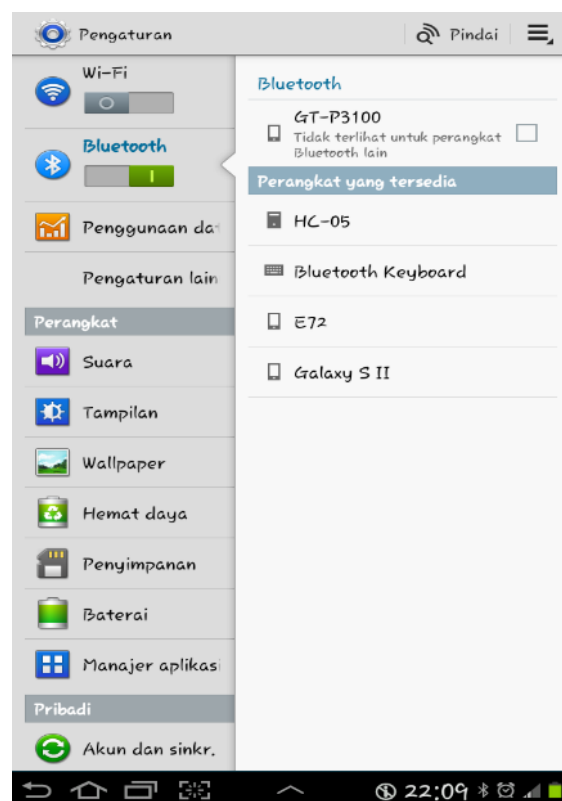 Pengaturan
Pindai
Wi-Fi
Bluetooth
Penggunaan dat
Pengaturan lain
Perangkat
Suara
Tampilan
Wallpaper
Hemat daya
Penyimpanan
Baterai
Manajer aplikasi
Pribadi
Akun dan sinkr.
Bluetooth
GT-P3100
Tidak terlihat untuk perangkat
Bluetooth lain
Perangkat yang tersedia
HC-05
Bluetooth Keyboard
E72
Galaxy S II
22:09